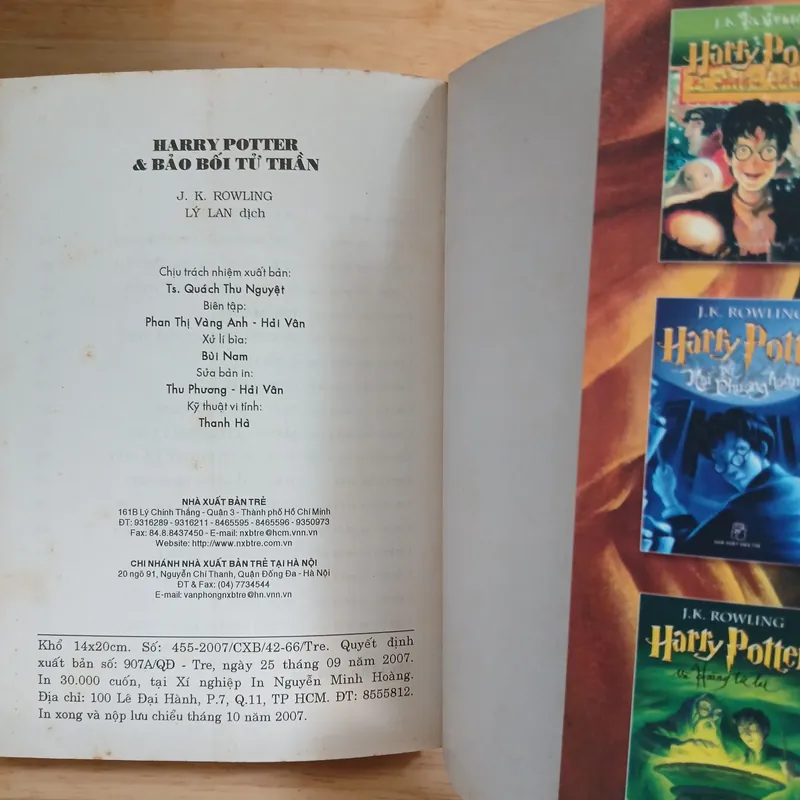 HARRY POTTER
& BẢO BỐI TỬ THẦN
J. K. ROWLING
LÝ LAN dịch
Chịu trách nhiệm xuất bản:
Ts. Quách Thu Nguyệt
Biên tập:
Phan Thị Vàng Anh - Hải Vân
Xử lí bìa:
Bùi Nam
Sửa bản in:
Thu Phương - Hải Vân
Kỹ thuật vi tính:
Thanh Hà
NHÀ XUẤT BẢN TRẺ
161B Lý Chính Thắng - Quận 3 - Thành phố Hồ Chí Minh
ĐT: 9316289 - 9316211 - 8465595 - 8465596 - 9350973
Fax: 84.8.8437450 - E-mail: nxbtre@hcm.vnn.vn
Website: http://www.nxbtre.com.vn
CHI NHÁNH NHÀ XUẤT BẢN TRẺ TẠI HÀ NỘI
20 ngõ 91, Nguyễn Chí Thanh, Quận Đống Đa - Hà Nội
ĐT & Fax: (04) 7734544
E-mail: vanphongnxbtre@hn.vnn.vn
Khổ 14x20cm. Số: 455-2007/CXB/42-66/Tre. Quyết định
xuất bản số: 907A/QĐ - Tre, ngày 25 tháng 09 năm 2007.
In 30.000 cuốn, tại Xí nghiệp In Nguyễn Minh Hoàng.
Địa chỉ: 100 Lê Đại Hành, P.7, Q.11, TP HCM. ĐT: 8555812.
In xong và nộp lưu chiểu tháng 10 năm 2007.
Harry Po
J.K. ROWLING
Harry Pott
J.K. ROWLING
Harry Potter
và Hoàng tử lai